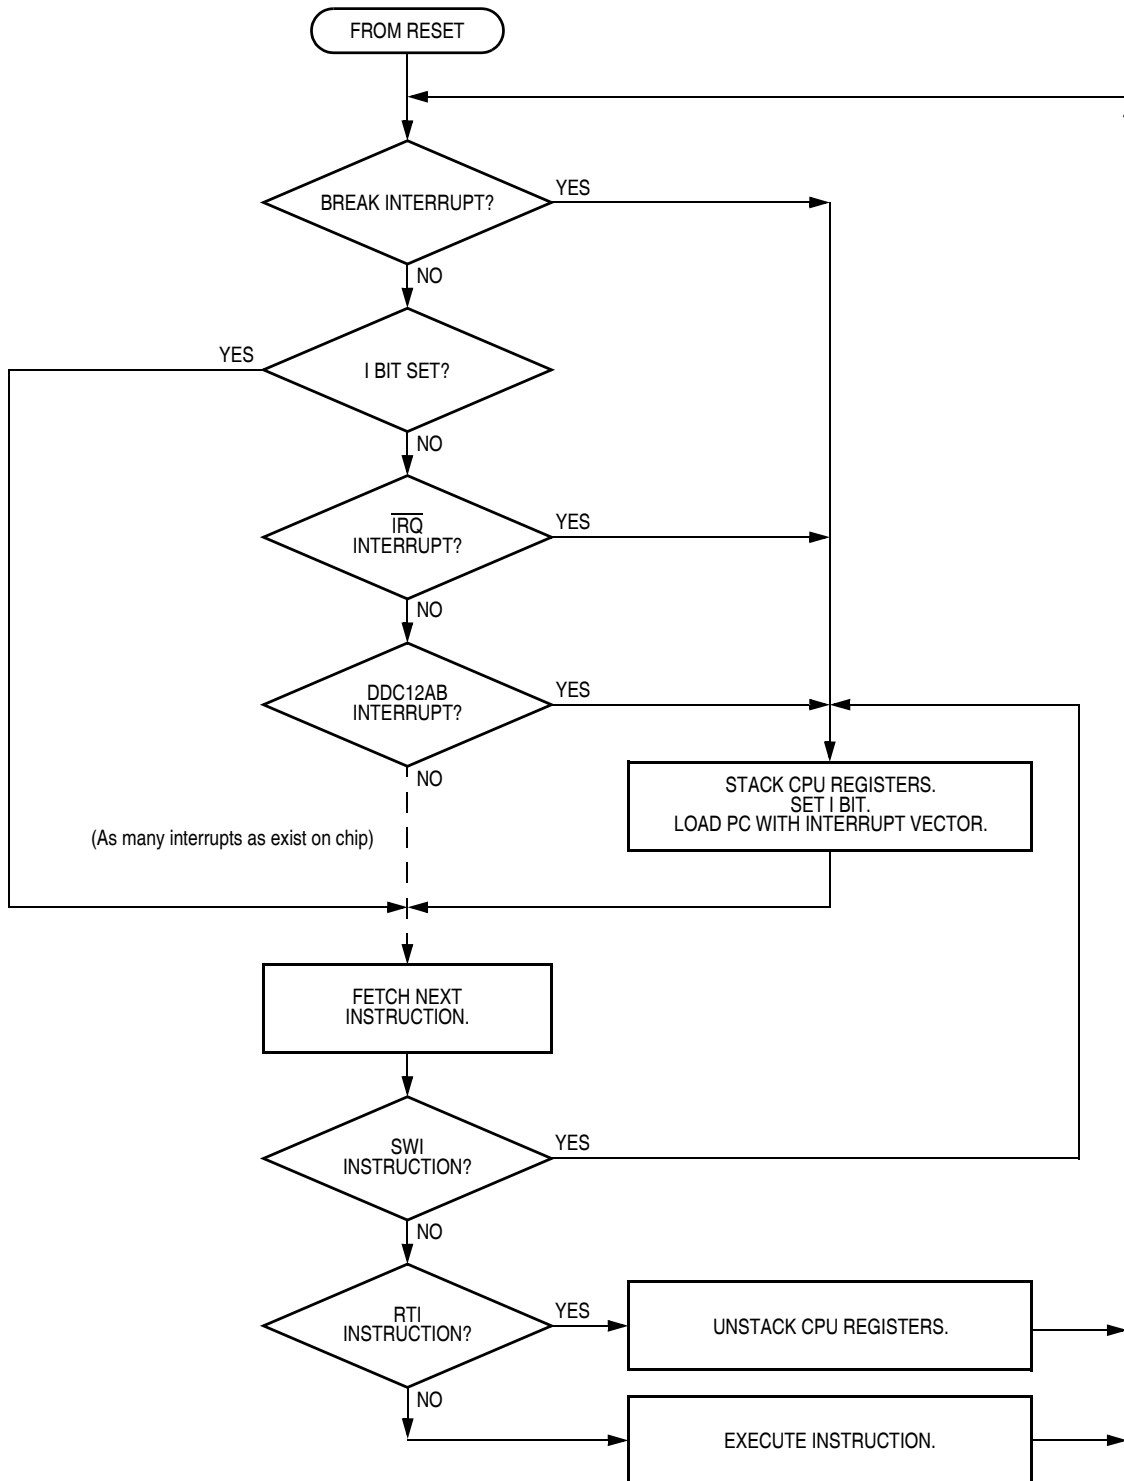 FROM RESET
BREAK INTERRUPT?
YES
NO
YES
I BIT SET?
NO
IRQ
INTERRUPT?
YES
NO
DDC12AB
INTERRUPT?
YES
NO
STACK CPU REGISTERS.
SET I BIT.
LOAD PC WITH INTERRUPT VECTOR.
(As many interrupts as exist on chip)
FETCH NEXT
INSTRUCTION.
SWI
INSTRUCTION?
YES
NO
RTI
INSTRUCTION?
YES
UNSTACK CPU REGISTERS.
NO
EXECUTE INSTRUCTION.